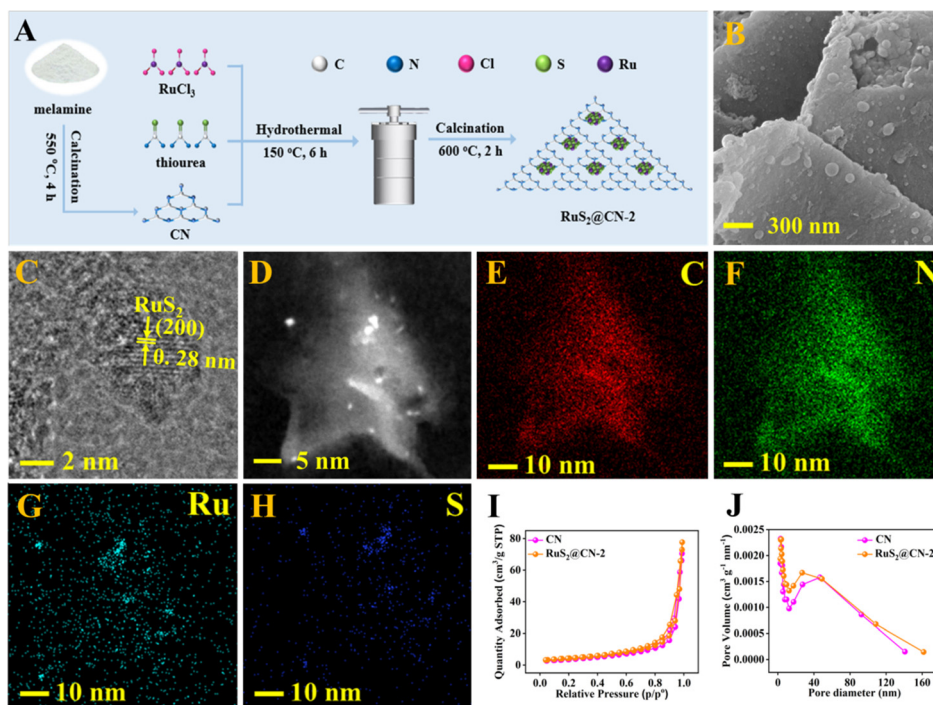 A
melamine
Calcination
550 °C, 4 h
RuCl₃
thiourea
CN
C
N
Cl
S
Ru
Hydrothermal
150 °C, 6 h
Calcination
600 °C, 2 h
RuS₂@CN-2
B
300 nm
C
RuS₂
(200)
0. 28 nm
2 nm
D
5 nm
E
C
10 nm
F
N
10 nm
G
Ru
10 nm
H
S
10 nm
I
CN
RuS₂@CN-2
Quantity Adsorbed (cm³/g STP)
80
60
40
20
0
0.0 0.2 0.4 0.6 0.8 1.0
Relative Pressure (p/p°)
J
CN
RuS₂@CN-2
Pore Volume (cm³ g⁻¹ nm⁻¹)
0.0025
0.0020
0.0015
0.0010
0.0005
0.0000
0 40 80 120 160
Pore diameter (nm)